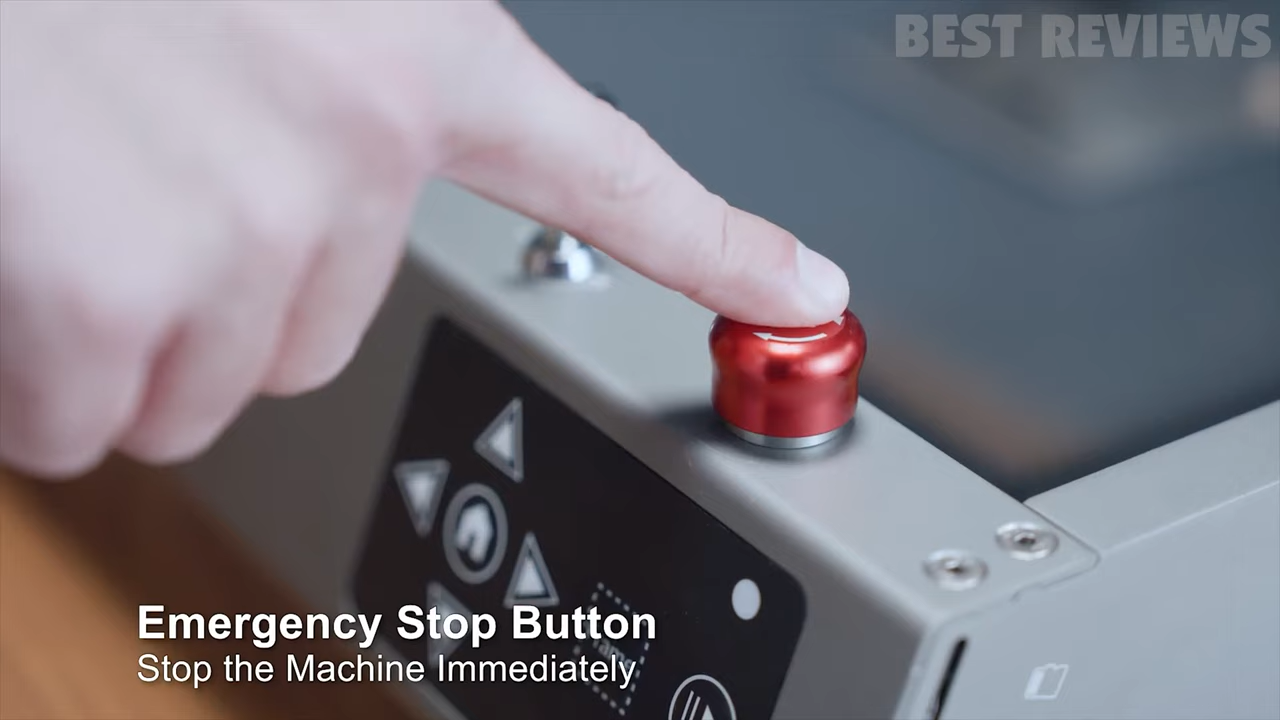 BEST REVIEWS
Emergency Stop Button
Stop the Machine Immediately